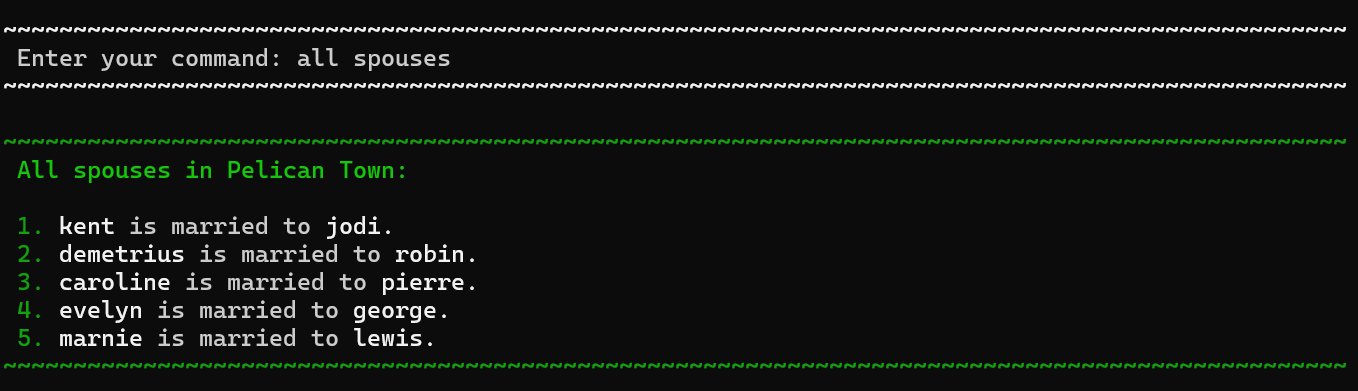 ~~~~~~~~~~~~~~~~~~~~~~~~~~~~~~~~~~~~~~~~~~~~~~~~~~~~~~~~~~~~~~~~~~~~~~~~~~~~~~~~~~~~~~~~~~~~~~~~
Enter your command: all spouses
~~~~~~~~~~~~~~~~~~~~~~~~~~~~~~~~~~~~~~~~~~~~~~~~~~~~~~~~~~~~~~~~~~~~~~~~~~~~~~~~~~~~~~~~~~~~~~~~
~~~~~~~~~~~~~~~~~~~~~~~~~~~~~~~~~~~~~~~~~~~~~~~~~~~~~~~~~~~~~~~~~~~~~~~~~~~~~~~~~~~~~~~~~~~~~~~~
All spouses in Pelican Town:
1. kent is married to jodi.
2. demetrius is married to robin.
3. caroline is married to pierre.
4. evelyn is married to george.
5. marnie is married to lewis.
~~~~~~~~~~~~~~~~~~~~~~~~~~~~~~~~~~~~~~~~~~~~~~~~~~~~~~~~~~~~~~~~~~~~~~~~~~~~~~~~~~~~~~~~~~~~~~~~